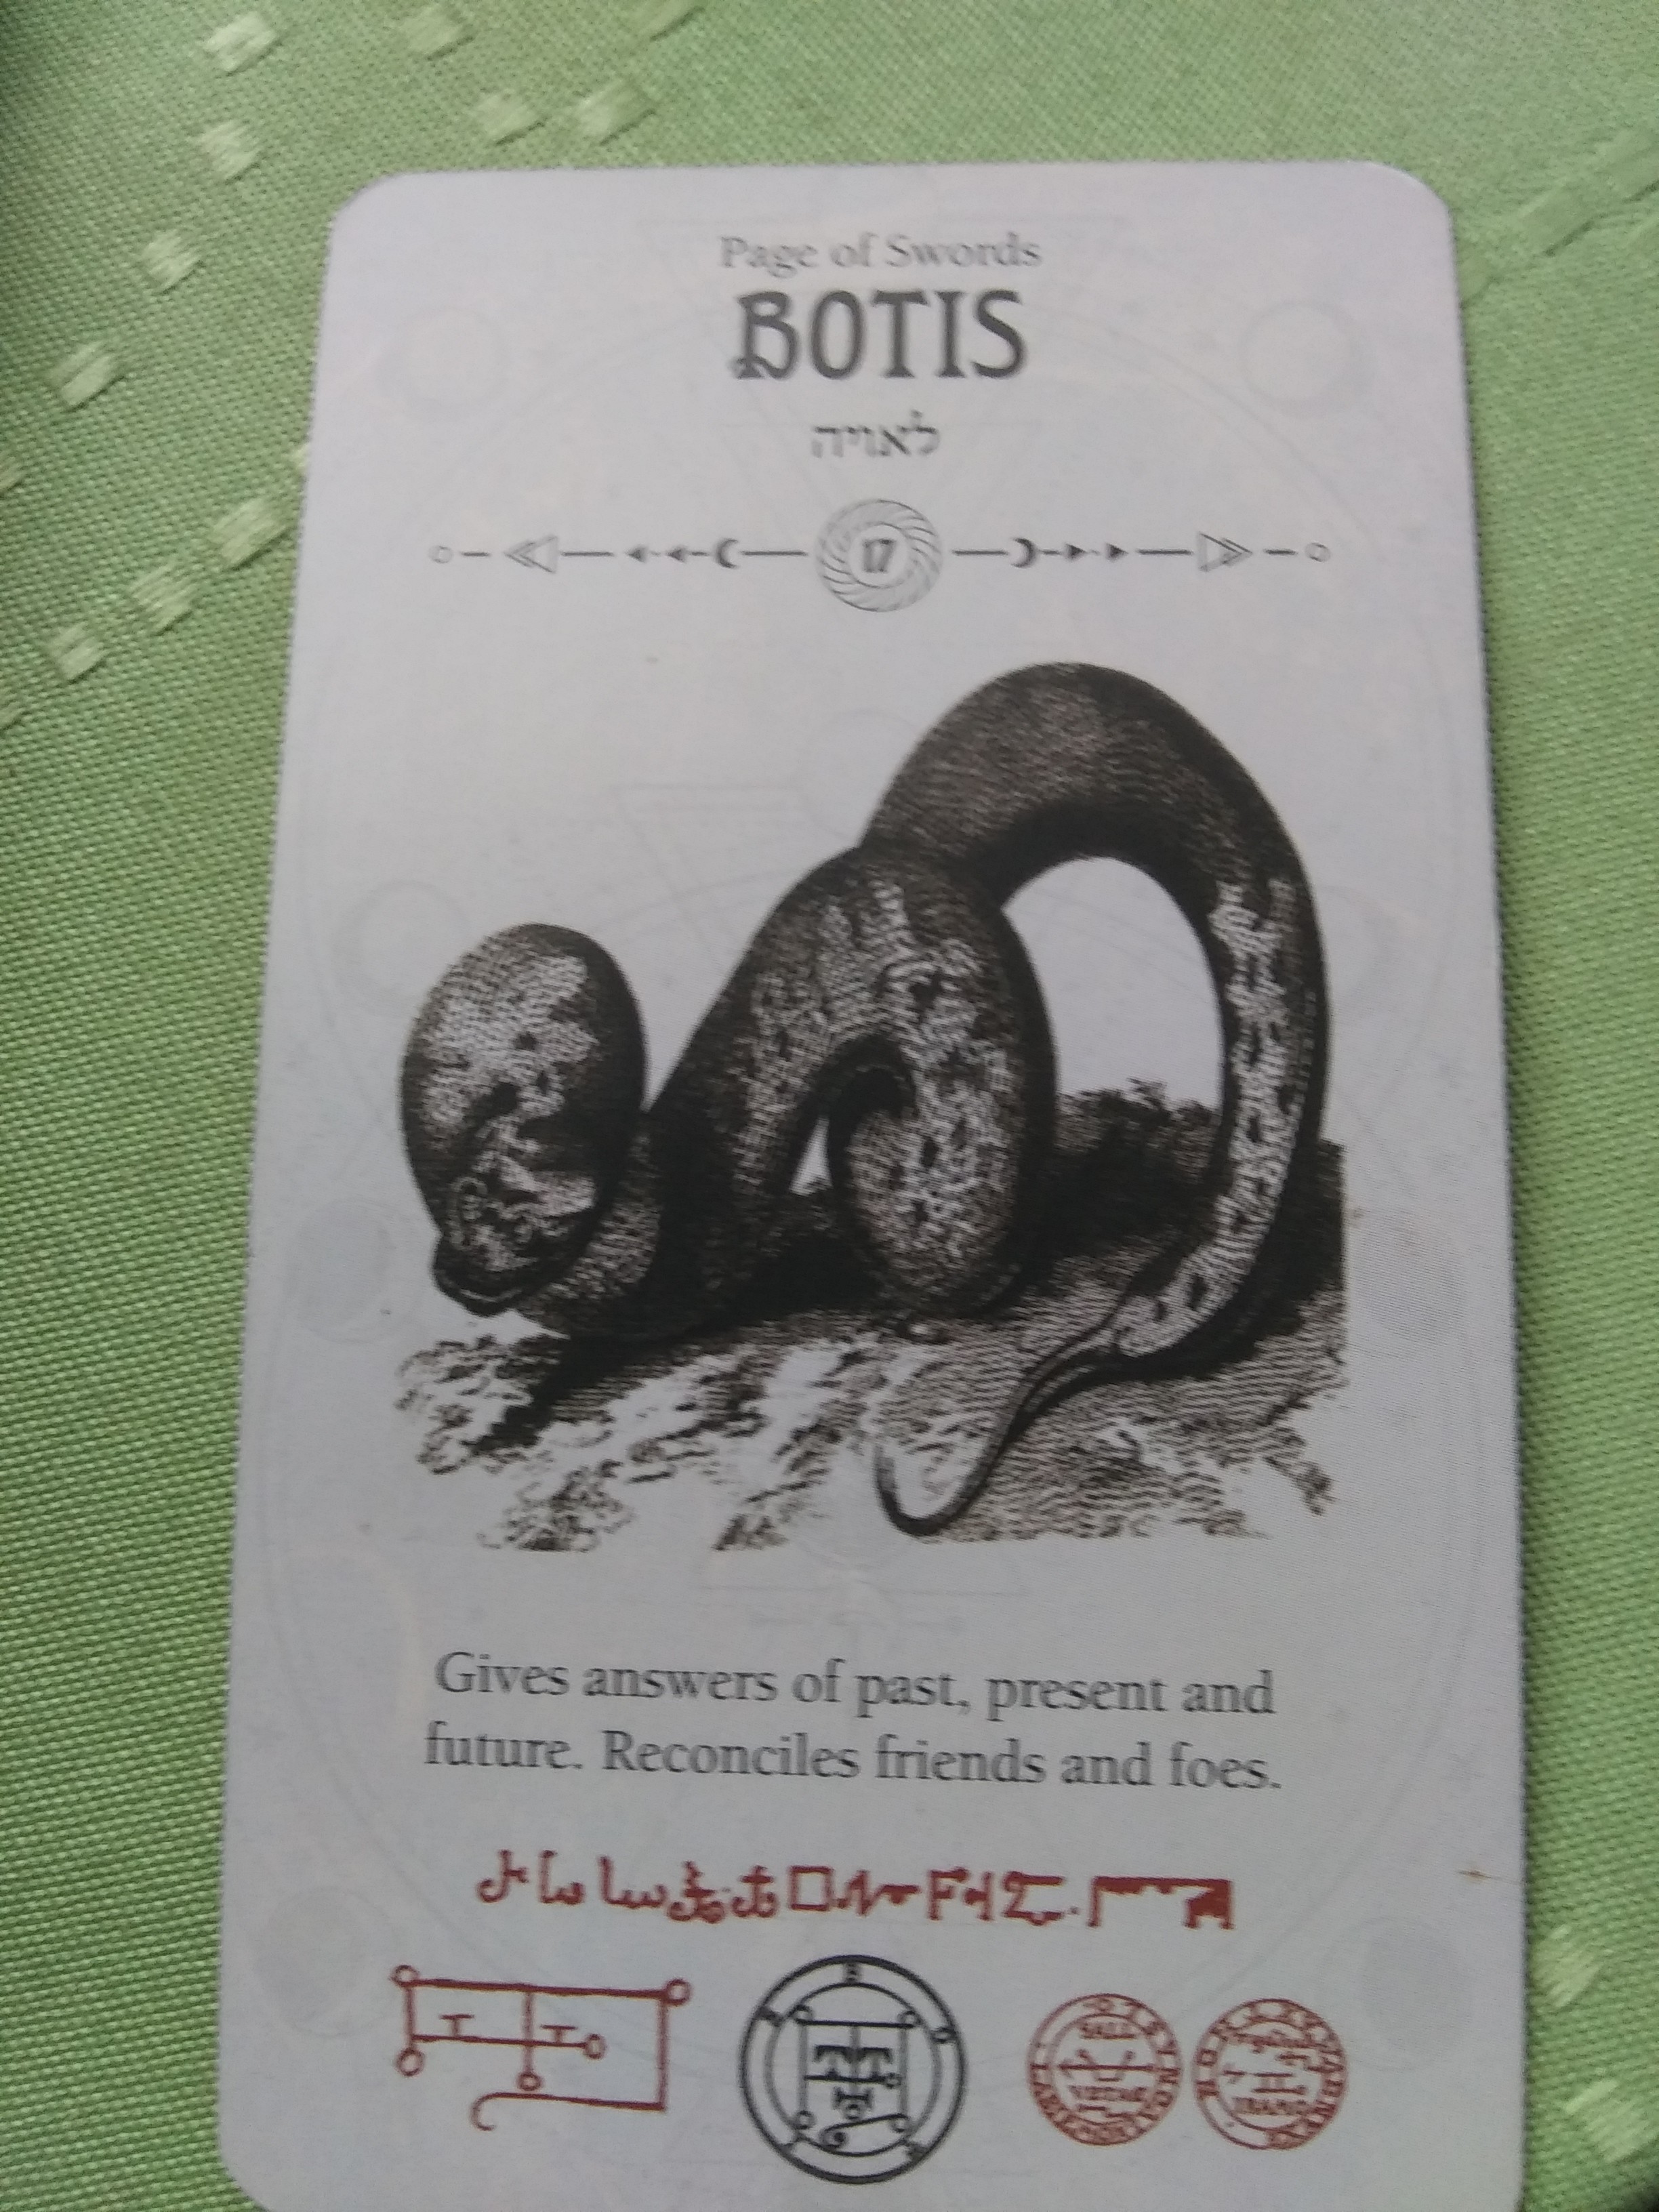 Page of Swords
BOTIS
לאויה
17
Gives answers of past, present and
future. Reconciles friends and foes.